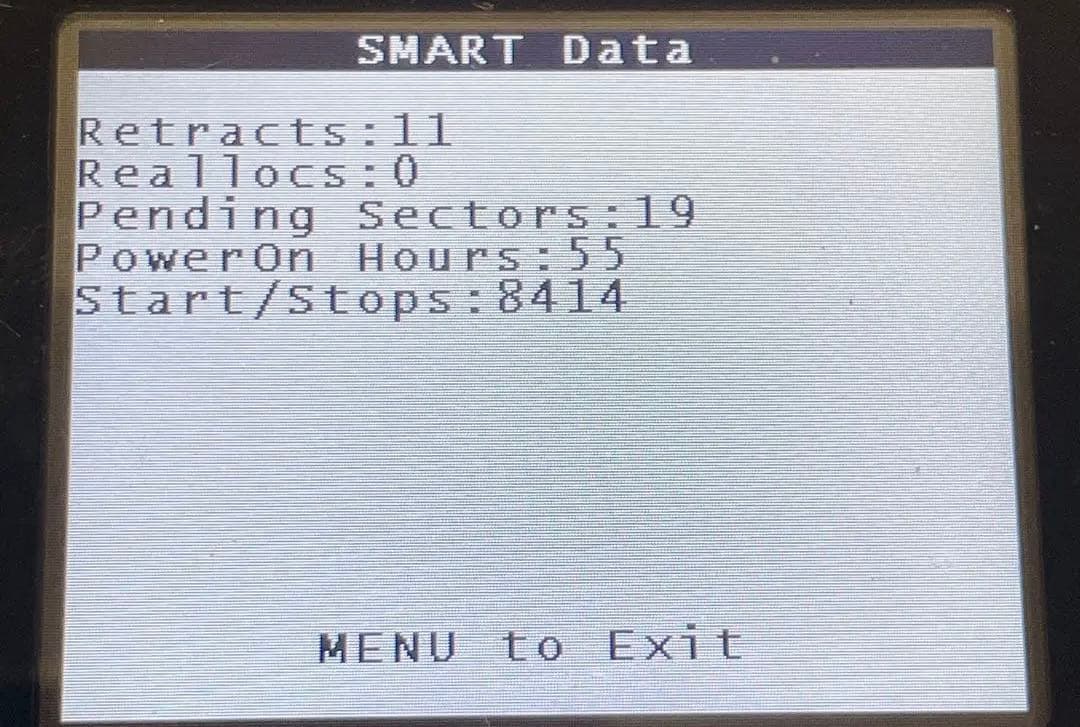 SMART Data
Retracts:11
Reallocs:0
Pending Sectors:19
PowerOn Hours:55
Start/Stops:8414
MENU to Exit